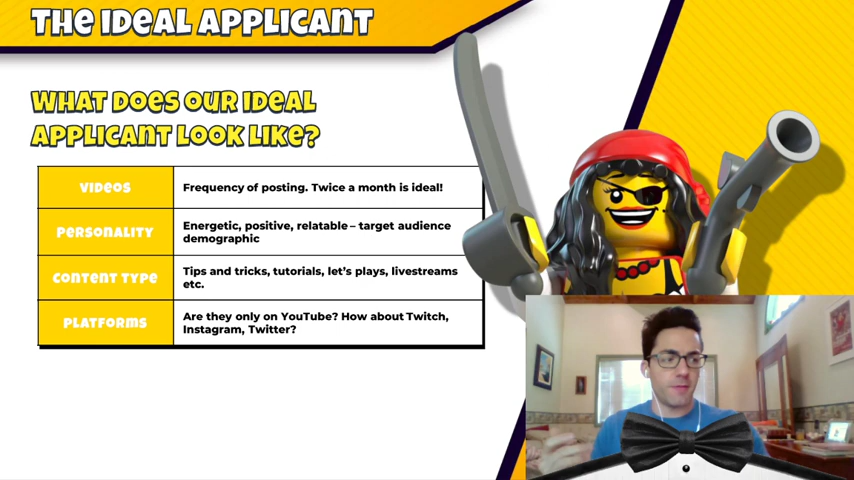 THE IDEAL APPLICANT
WHAT DOES OUR IDEAL
APPLICANT LOOK LIKE?
VIDEOS
Frequency of posting. Twice a month is ideal!
PERSONALITY
Energetic, positive, relatable – target audience
demographic
CONTENT TYPE
Tips and tricks, tutorials, let's plays, livestreams
etc.
PLATFORMS
Are they only on YouTube? How about Twitch,
Instagram, Twitter?